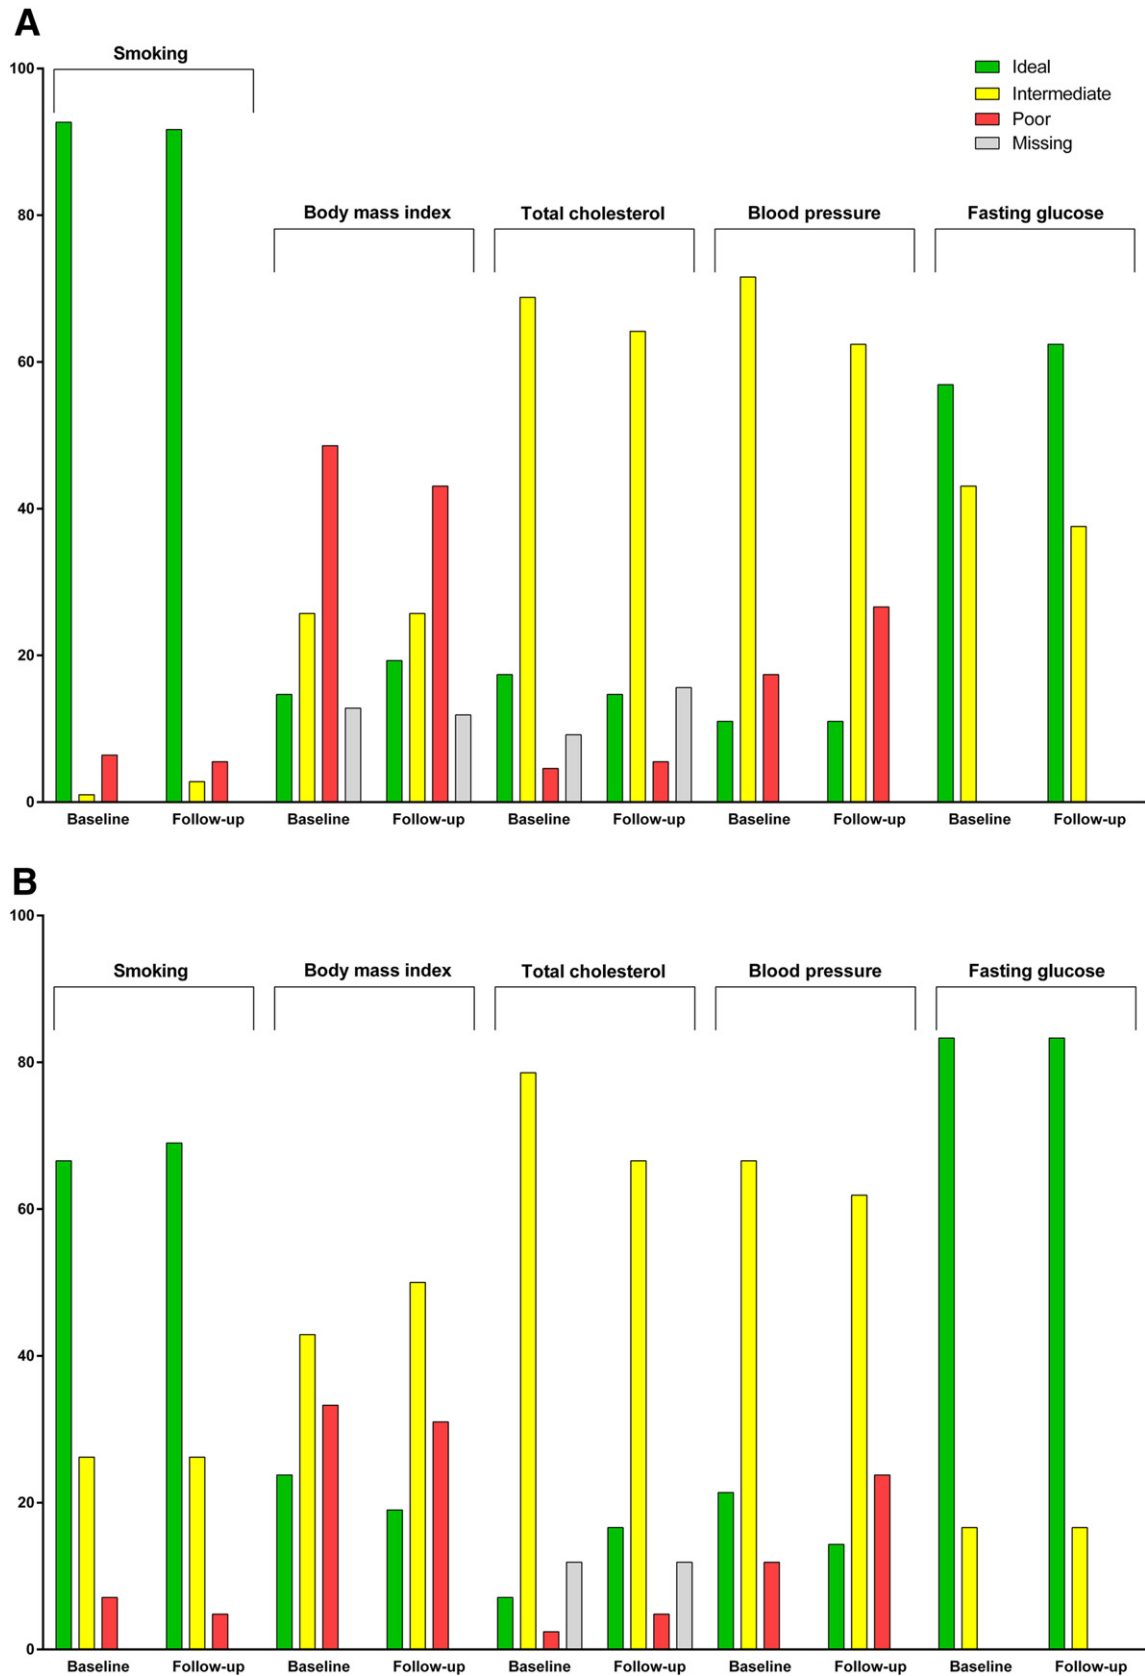 A
Smoking
100
Ideal
Intermediate
Poor
Missing
80
Body mass index Total cholesterol Blood pressure Fasting glucose
60
40
20
0
Baseline Follow-up Baseline Follow-up Baseline Follow-up Baseline Follow-up Baseline Follow-up
B
100
Smoking Body mass index Total cholesterol Blood pressure Fasting glucose
80
60
40
20
0
Baseline Follow-up Baseline Follow-up Baseline Follow-up Baseline Follow-up Baseline Follow-up